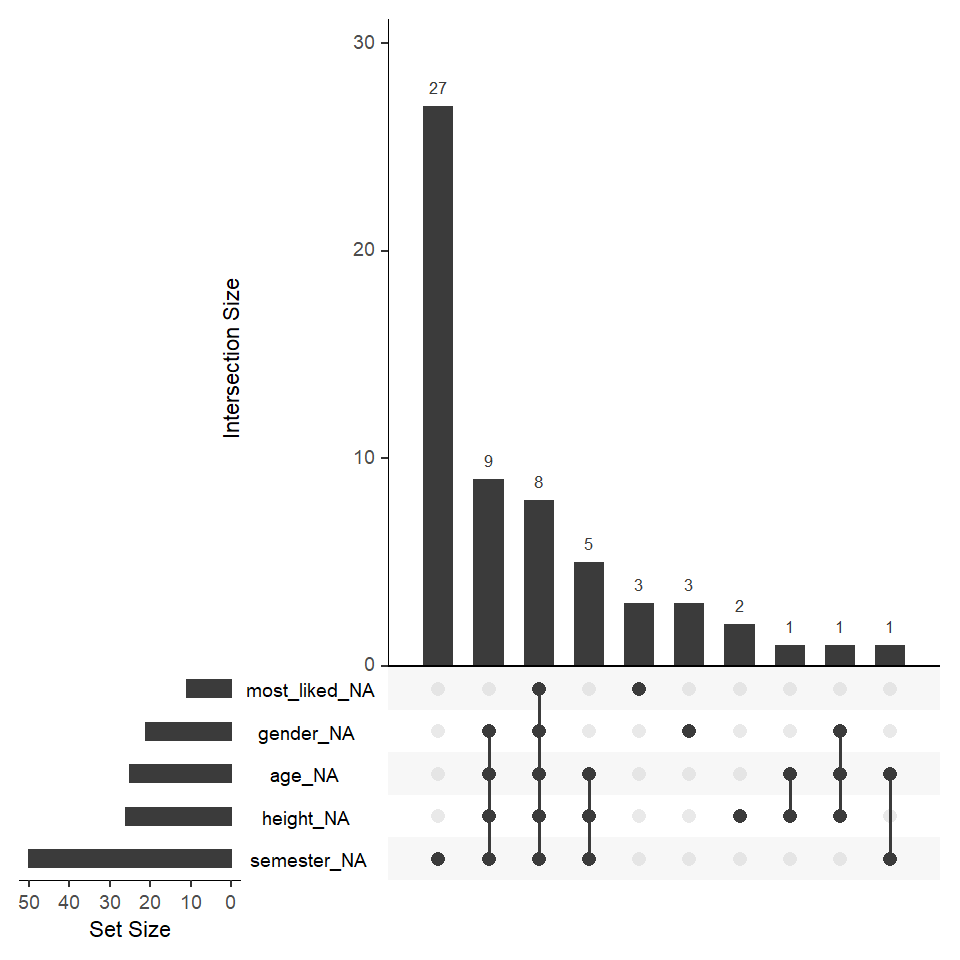 30
27
20
Intersection Size
10
9
8
5
3
3
2
1
1
1
0
most_liked_NA
gender_NA
age_NA
height_NA
semester_NA
50 40 30 20 10 0
Set Size